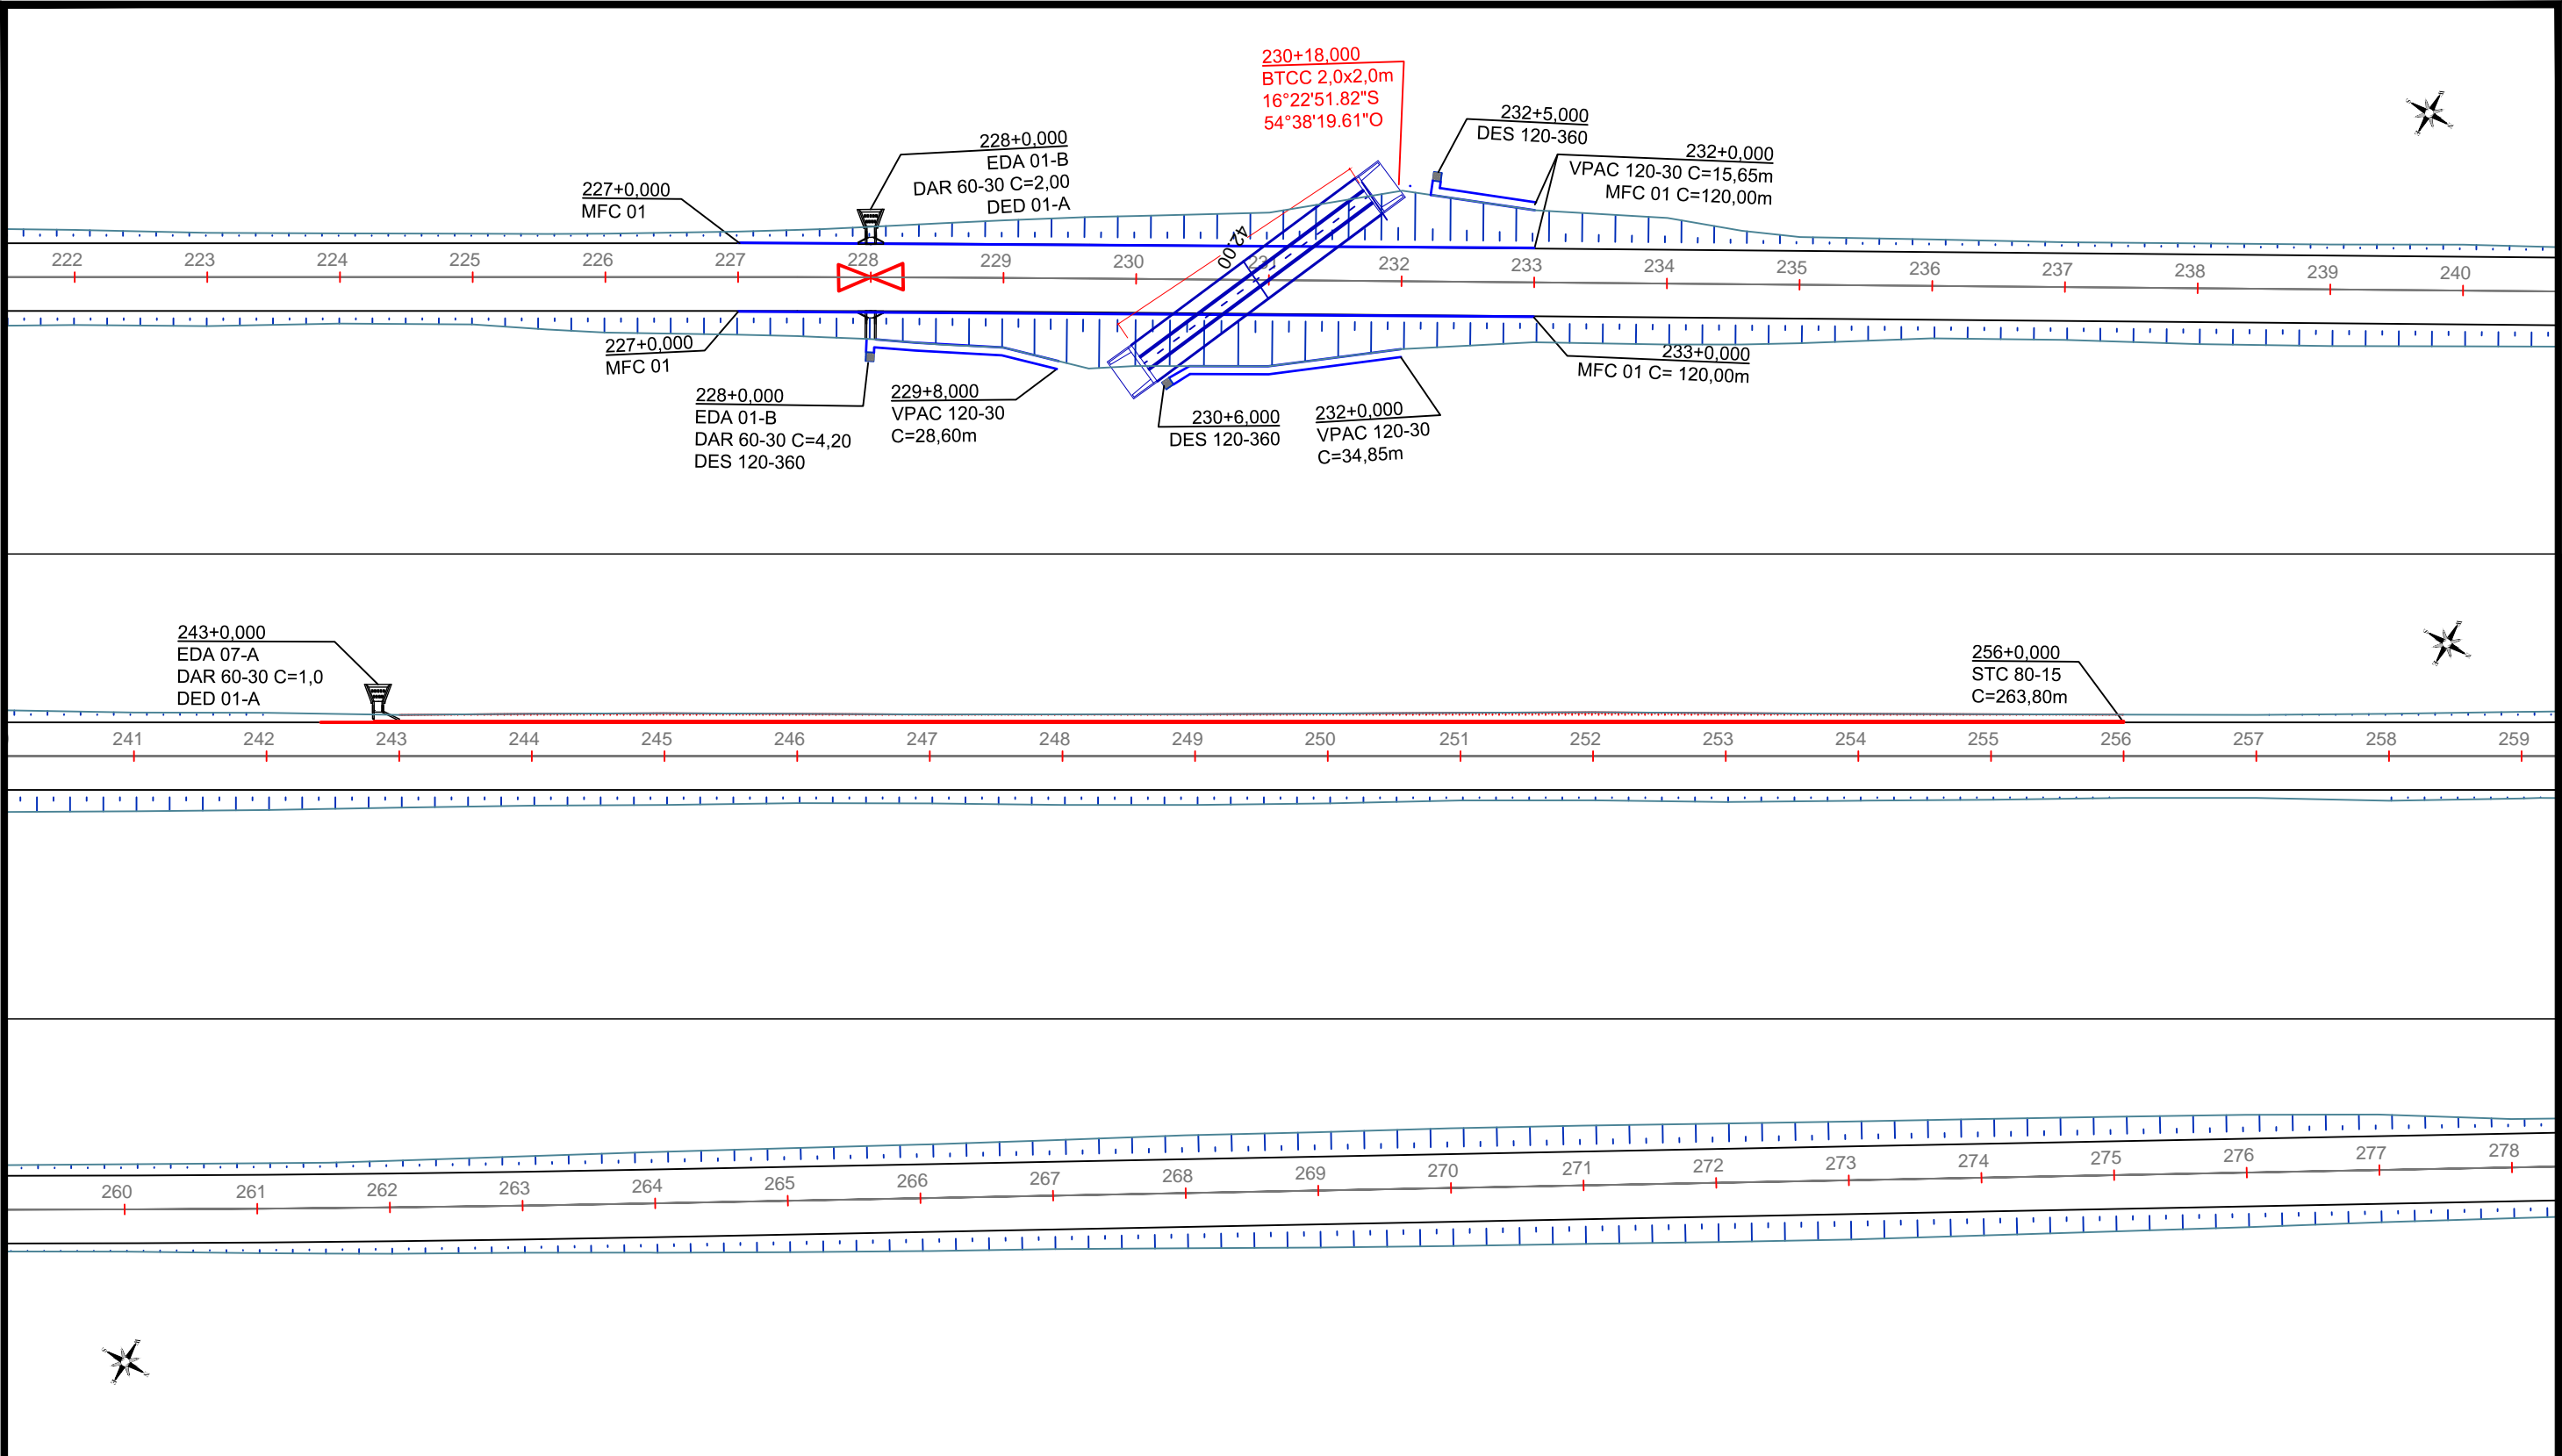 230+18,000
BTCC 2,0x2,0m
16°22'51.82"S
54°38'19.61"O
232+5,000
DES 120-360
228+0,000
EDA 01-B
DAR 60-30 C=2,00
DED 01-A
232+0,000
VPAC 120-30 C=15,65m
MFC 01 C=120,00m
227+0,000
MFC 01
42,00
222 223 224 225 226 227 228 229 230 231 232 233 234 235 236 237 238 239 240
227+0,000
MFC 01
233+0,000
MFC 01 C= 120,00m
228+0,000
EDA 01-B
DAR 60-30 C=4,20
DES 120-360
229+8,000
VPAC 120-30
C=28,60m
230+6,000
DES 120-360
232+0,000
VPAC 120-30
C=34,85m
243+0,000
EDA 07-A
DAR 60-30 C=1,0
DED 01-A
256+0,000
STC 80-15
C=263,80m
241 242 243 244 245 246 247 248 249 250 251 252 253 254 255 256 257 258 259
260 261 262 263 264 265 266 267 268 269 270 271 272 273 274 275 276 277 278